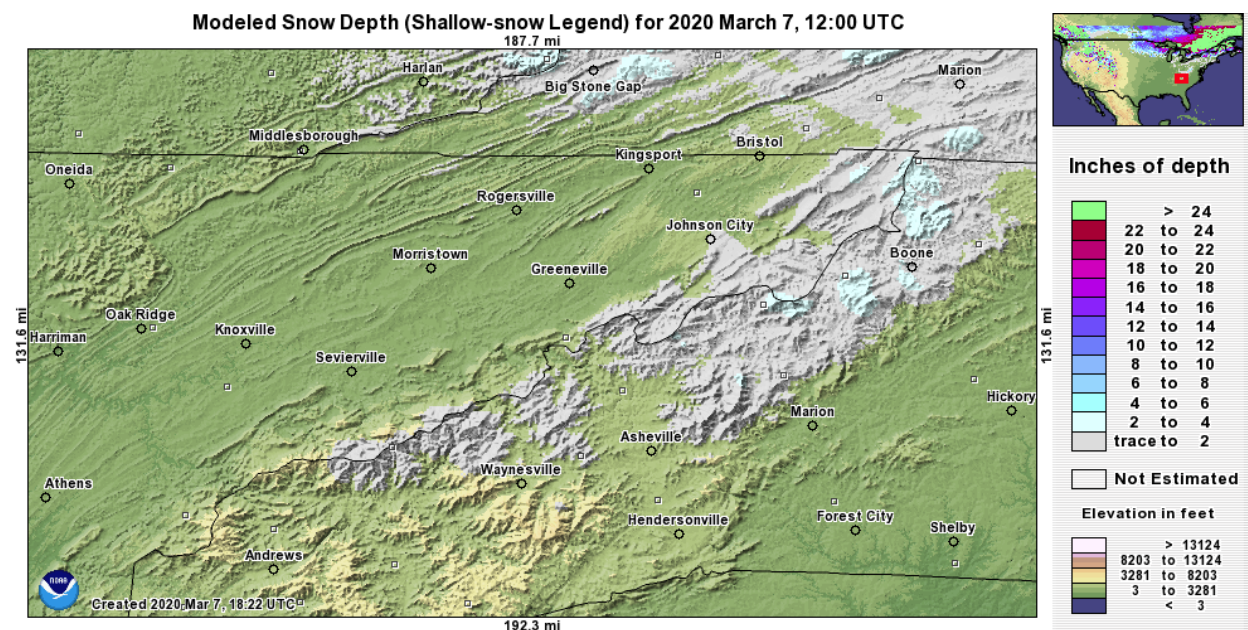 Modeled Snow Depth (Shallow-snow Legend) for 2020 March 7, 12:00 UTC
187.7 mi
Harlan
Big Stone Gap
Marion
Middlesborough
Bristol
Kingsport
Oneida
Rogersville
Johnson City
Morristown
Boone
Greeneville
Oak Ridge
Knoxville
Harriman
131.6 mi
131.6 mi
Sevierville
Hickory
Marion
Asheville
Waynesville
Athens
Hendersonville
Forest City
Shelby
Andrews
NOAA
Created 2020 Mar 7, 18:22 UTC
192.3 mi
Inches of depth
> 24
22 to 24
20 to 22
18 to 20
16 to 18
14 to 16
12 to 14
10 to 12
8 to 10
6 to 8
4 to 6
2 to 4
trace to 2
Not Estimated
Elevation in feet
> 13124
8203 to 13124
3281 to 8203
3 to 3281
< 3